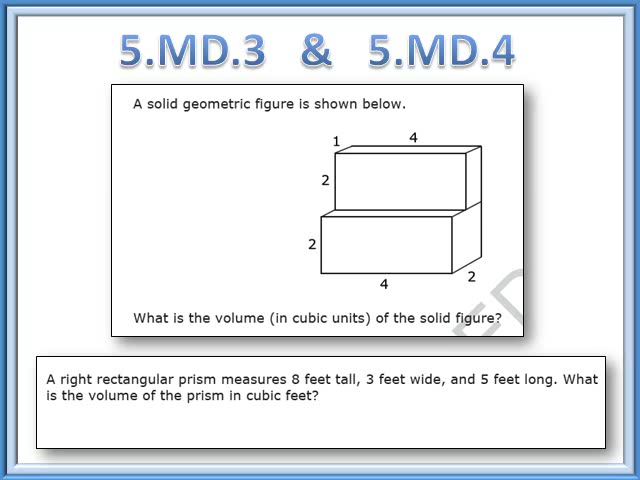 5.MD.3 & 5.MD.4
A solid geometric figure is shown below.
1 4
2
2
4 2
What is the volume (in cubic units) of the solid figure?
A right rectangular prism measures 8 feet tall, 3 feet wide, and 5 feet long. What
is the volume of the prism in cubic feet?